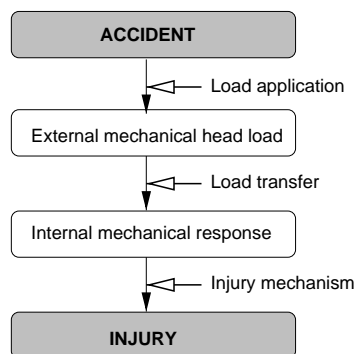 ACCIDENT
Load application
External mechanical head load
Load transfer
Internal mechanical response
Injury mechanism
INJURY